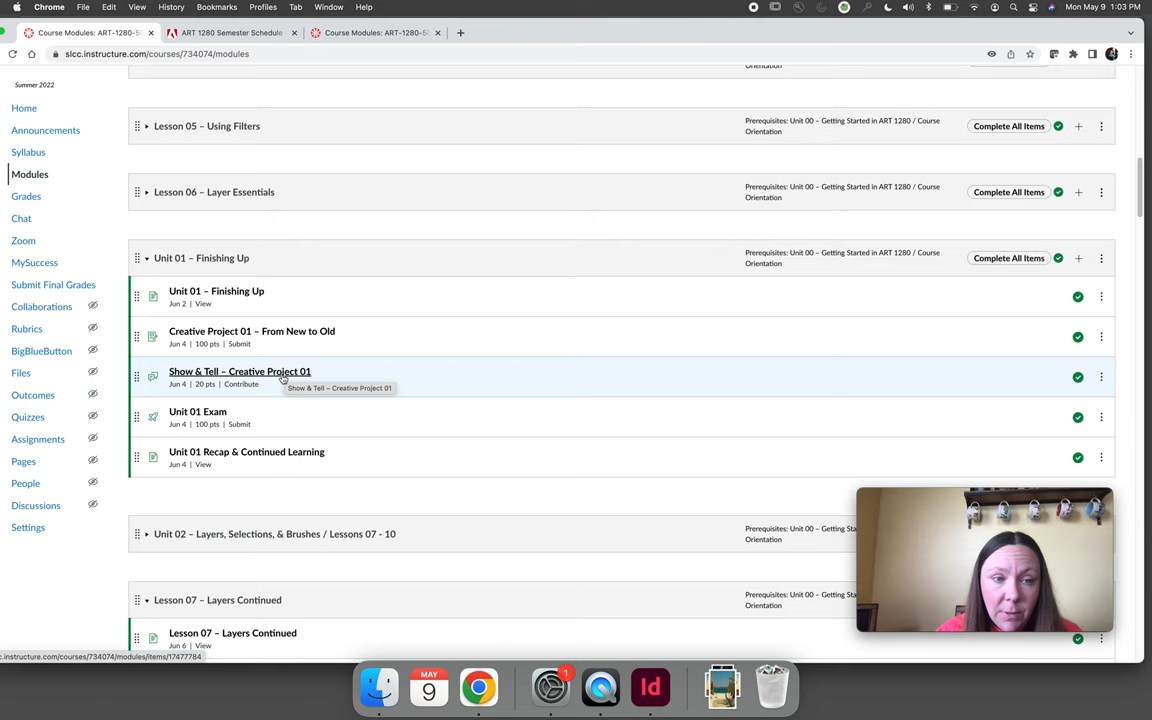 Chrome File Edit View History Bookmarks Profiles Tab Window Help Mon May 9 1:03 PM
Course Modules: ART-1280-5 ART 1280 Semester Schedule Course Modules: ART-1280-5
slcc.instructure.com/courses/734074/modules
Summer 2022
Home
Announcements
Syllabus
Modules
Grades
Chat
Zoom
MySuccess
Submit Final Grades
Collaborations
Rubrics
BigBlueButton
Files
Outcomes
Quizzes
Assignments
Pages
People
Discussions
Settings
Orientation
Lesson 05 – Using Filters
Prerequisites: Unit 00 – Getting Started in ART 1280 / Course
Orientation
Complete All Items
Lesson 06 – Layer Essentials
Prerequisites: Unit 00 – Getting Started in ART 1280 / Course
Orientation
Complete All Items
Unit 01 – Finishing Up
Prerequisites: Unit 00 – Getting Started in ART 1280 / Course
Orientation
Complete All Items
Unit 01 – Finishing Up
Jun 2 | View
Creative Project 01 – From New to Old
Jun 4 | 100 pts | Submit
Show & Tell – Creative Project 01
Jun 4 | 20 pts | Contribute
Show & Tell – Creative Project 01
Unit 01 Exam
Jun 4 | 100 pts | Submit
Unit 01 Recap & Continued Learning
Jun 4 | View
Unit 02 – Layers, Selections, & Brushes / Lessons 07 - 10
Prerequisites: Unit 00 – Getting Sta
Orientation
Lesson 07 – Layers Continued
Prerequisites: Unit 00 – Getting Sta
Orientation
Lesson 07 – Layers Continued
Jun 6 | View
c.instructure.com/courses/734074/modules/items/17477784
MAY
9
1
Id